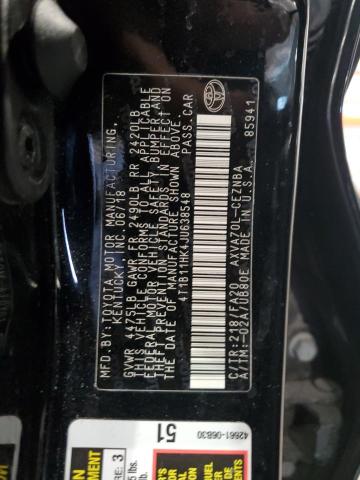 MFD. BY: TOYOTA MOTOR MANUFACTURING,
KENTUCKY, INC. 06/18
GVWR 4475LB GAWR FR 2490LB RR 2420LB
THIS VEHICLE CONFORMS TO ALL APPLICABLE
FEDERAL MOTOR VEHICLE SAFETY, BUMPER, AND
THEFT PREVENTION STANDARDS IN EFFECT ON
THE DATE OF MANUFACTURE SHOWN ABOVE.
4T1B11HK4JU638548 PASS. CAR
C/TR: 218/FA20 AXVA70L-CEZNBA
A/TM: -02A/UB80E MADE IN U.S.A. 85941
42661-06B30
51